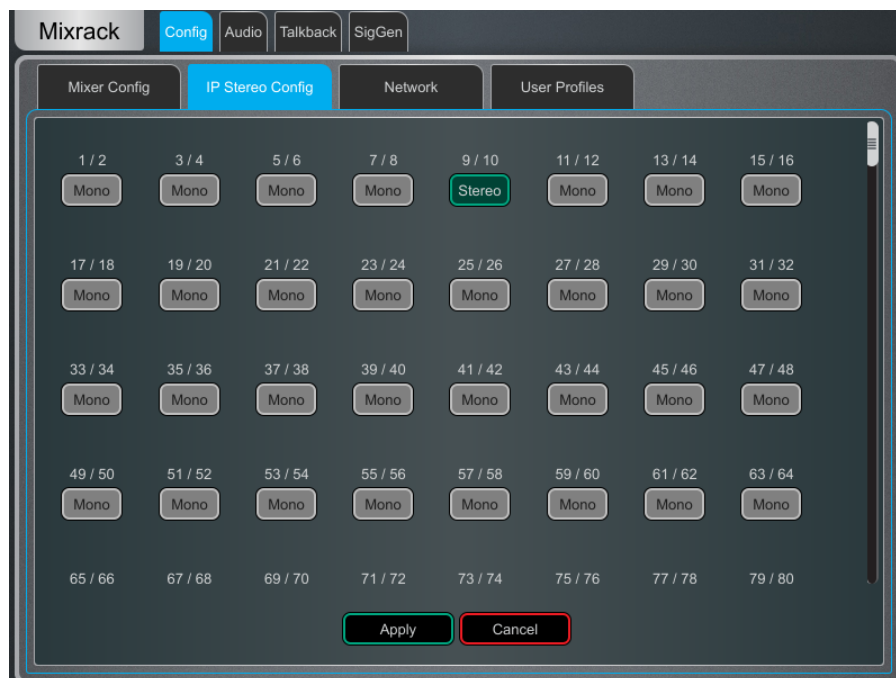 Mixrack Config Audio Talkback SigGen
Mixer Config IP Stereo Config Network User Profiles
1 / 2 3 / 4 5 / 6 7 / 8 9 / 10 11 / 12 13 / 14 15 / 16
Mono Mono Mono Mono Stereo Mono Mono Mono
17 / 18 19 / 20 21 / 22 23 / 24 25 / 26 27 / 28 29 / 30 31 / 32
Mono Mono Mono Mono Mono Mono Mono Mono
33 / 34 35 / 36 37 / 38 39 / 40 41 / 42 43 / 44 45 / 46 47 / 48
Mono Mono Mono Mono Mono Mono Mono Mono
49 / 50 51 / 52 53 / 54 55 / 56 57 / 58 59 / 60 61 / 62 63 / 64
Mono Mono Mono Mono Mono Mono Mono Mono
65 / 66 67 / 68 69 / 70 71 / 72 73 / 74 75 / 76 77 / 78 79 / 80
Apply Cancel